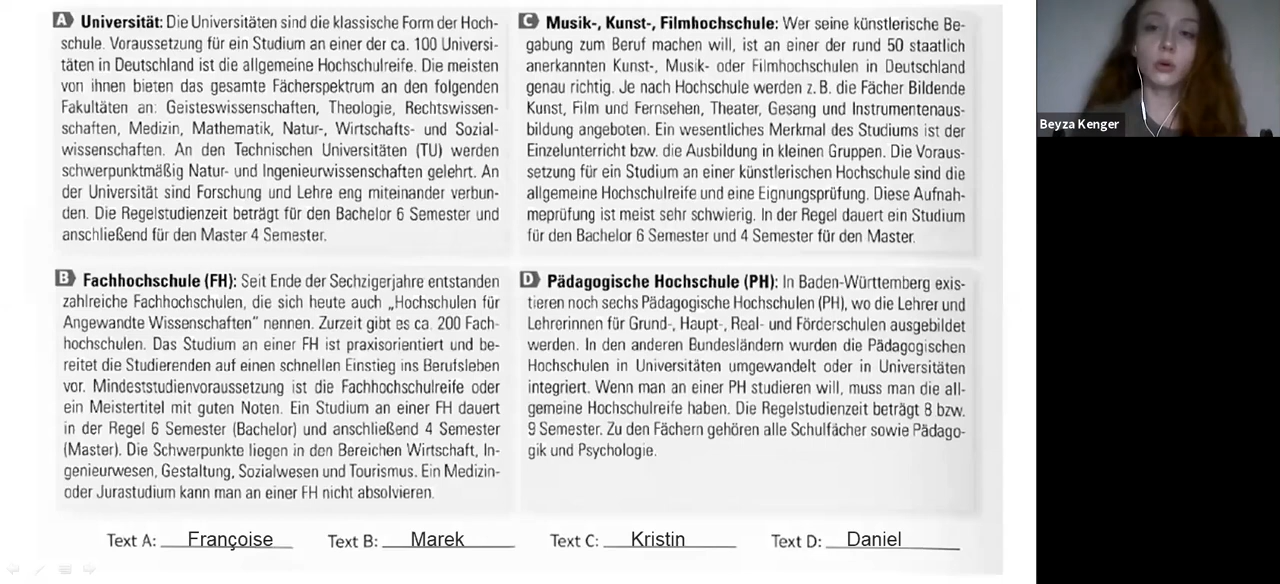 A Universität: Die Universitäten sind die klassische Form der Hoch-
schule. Voraussetzung für ein Studium an einer der ca. 100 Universi-
täten in Deutschland ist die allgemeine Hochschulreife. Die meisten
von ihnen bieten das gesamte Fächerspektrum an den folgenden
Fakultäten an: Geisteswissenschaften, Theologie, Rechtswissen-
schaften, Medizin, Mathematik, Natur-, Wirtschafts- und Sozial-
wissenschaften. An den Technischen Universitäten (TU) werden
schwerpunktmäßig Natur- und Ingenieurwissenschaften gelehrt. An
der Universität sind Forschung und Lehre eng miteinander verbun-
den. Die Regelstudienzeit beträgt für den Bachelor 6 Semester und
anschließend für den Master 4 Semester.
B Fachhochschule (FH): Seit Ende der Sechzigerjahre entstanden
zahlreiche Fachhochschulen, die sich heute auch „Hochschulen für
Angewandte Wissenschaften“ nennen. Zurzeit gibt es ca. 200 Fach-
hochschulen. Das Studium an einer FH ist praxisorientiert und be-
reitet die Studierenden auf einen schnellen Einstieg ins Berufsleben
vor. Mindeststudienvoraussetzung ist die Fachhochschulreife oder
ein Meistertitel mit guten Noten. Ein Studium an einer FH dauert
in der Regel 6 Semester (Bachelor) und anschließend 4 Semester
(Master). Die Schwerpunkte liegen in den Bereichen Wirtschaft, In-
genieurwesen, Gestaltung, Sozialwesen und Tourismus. Ein Medizin-
oder Jurastudium kann man an einer FH nicht absolvieren.
C Musik-, Kunst-, Filmhochschule: Wer seine künstlerische Be-
gabung zum Beruf machen will, ist an einer der rund 50 staatlich
anerkannten Kunst-, Musik- oder Filmhochschulen in Deutschland
genau richtig. Je nach Hochschule werden z. B. die Fächer Bildende
Kunst, Film und Fernsehen, Theater, Gesang und Instrumentenaus-
bildung angeboten. Ein wesentliches Merkmal des Studiums ist der
Einzelunterricht bzw. die Ausbildung in kleinen Gruppen. Die Voraus-
setzung für ein Studium an einer künstlerischen Hochschule sind die
allgemeine Hochschulreife und eine Eignungsprüfung. Diese Aufnah-
meprüfung ist meist sehr schwierig. In der Regel dauert ein Studium
für den Bachelor 6 Semester und 4 Semester für den Master.
D Pädagogische Hochschule (PH): In Baden-Württemberg exis-
tieren noch sechs Pädagogische Hochschulen (PH), wo die Lehrer und
Lehrerinnen für Grund-, Haupt-, Real- und Förderschulen ausgebildet
werden. In den anderen Bundesländern wurden die Pädagogischen
Hochschulen in Universitäten umgewandelt oder in Universitäten
integriert. Wenn man an einer PH studieren will, muss man die all-
gemeine Hochschulreife haben. Die Regelstudienzeit beträgt 8 bzw.
9 Semester. Zu den Fächern gehören alle Schulfächer sowie Pädago-
gik und Psychologie.
Text A: Françoise Text B: Marek Text C: Kristin Text D: Daniel
Beyza Kenger